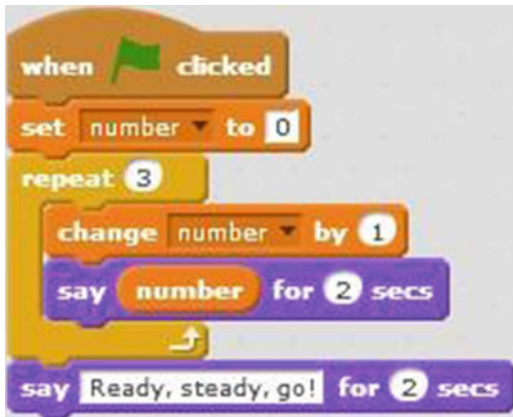 when clicked
set number to 0
repeat 3
change number by 1
say number for 2 secs
say Ready, steady, go! for 2 secs